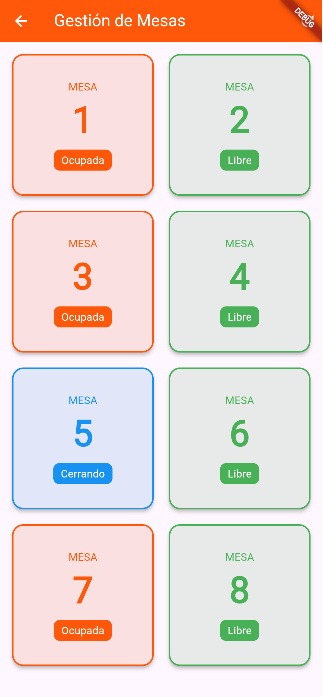 Gestión de Mesas
DEBUG
MESA
1
Ocupada
MESA
2
Libre
MESA
3
Ocupada
MESA
4
Libre
MESA
5
Cerrando
MESA
6
Libre
MESA
7
Ocupada
MESA
8
Libre